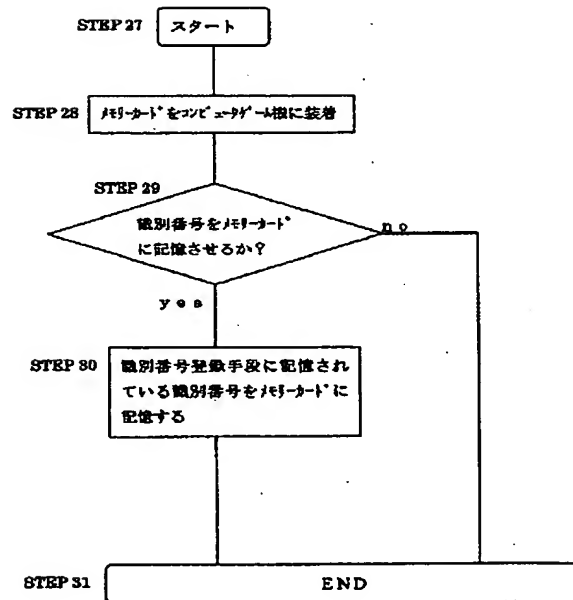 STEP 27 スタート
STEP 28 メモリーカードをコンピュータゲーム機に装着
STEP 29
識別番号をメモリーカード
に記憶させるか?
no
yes
STEP 30 識別番号登録手段に記憶され
ている識別番号をメモリーカードに
記憶する
STEP 31 END